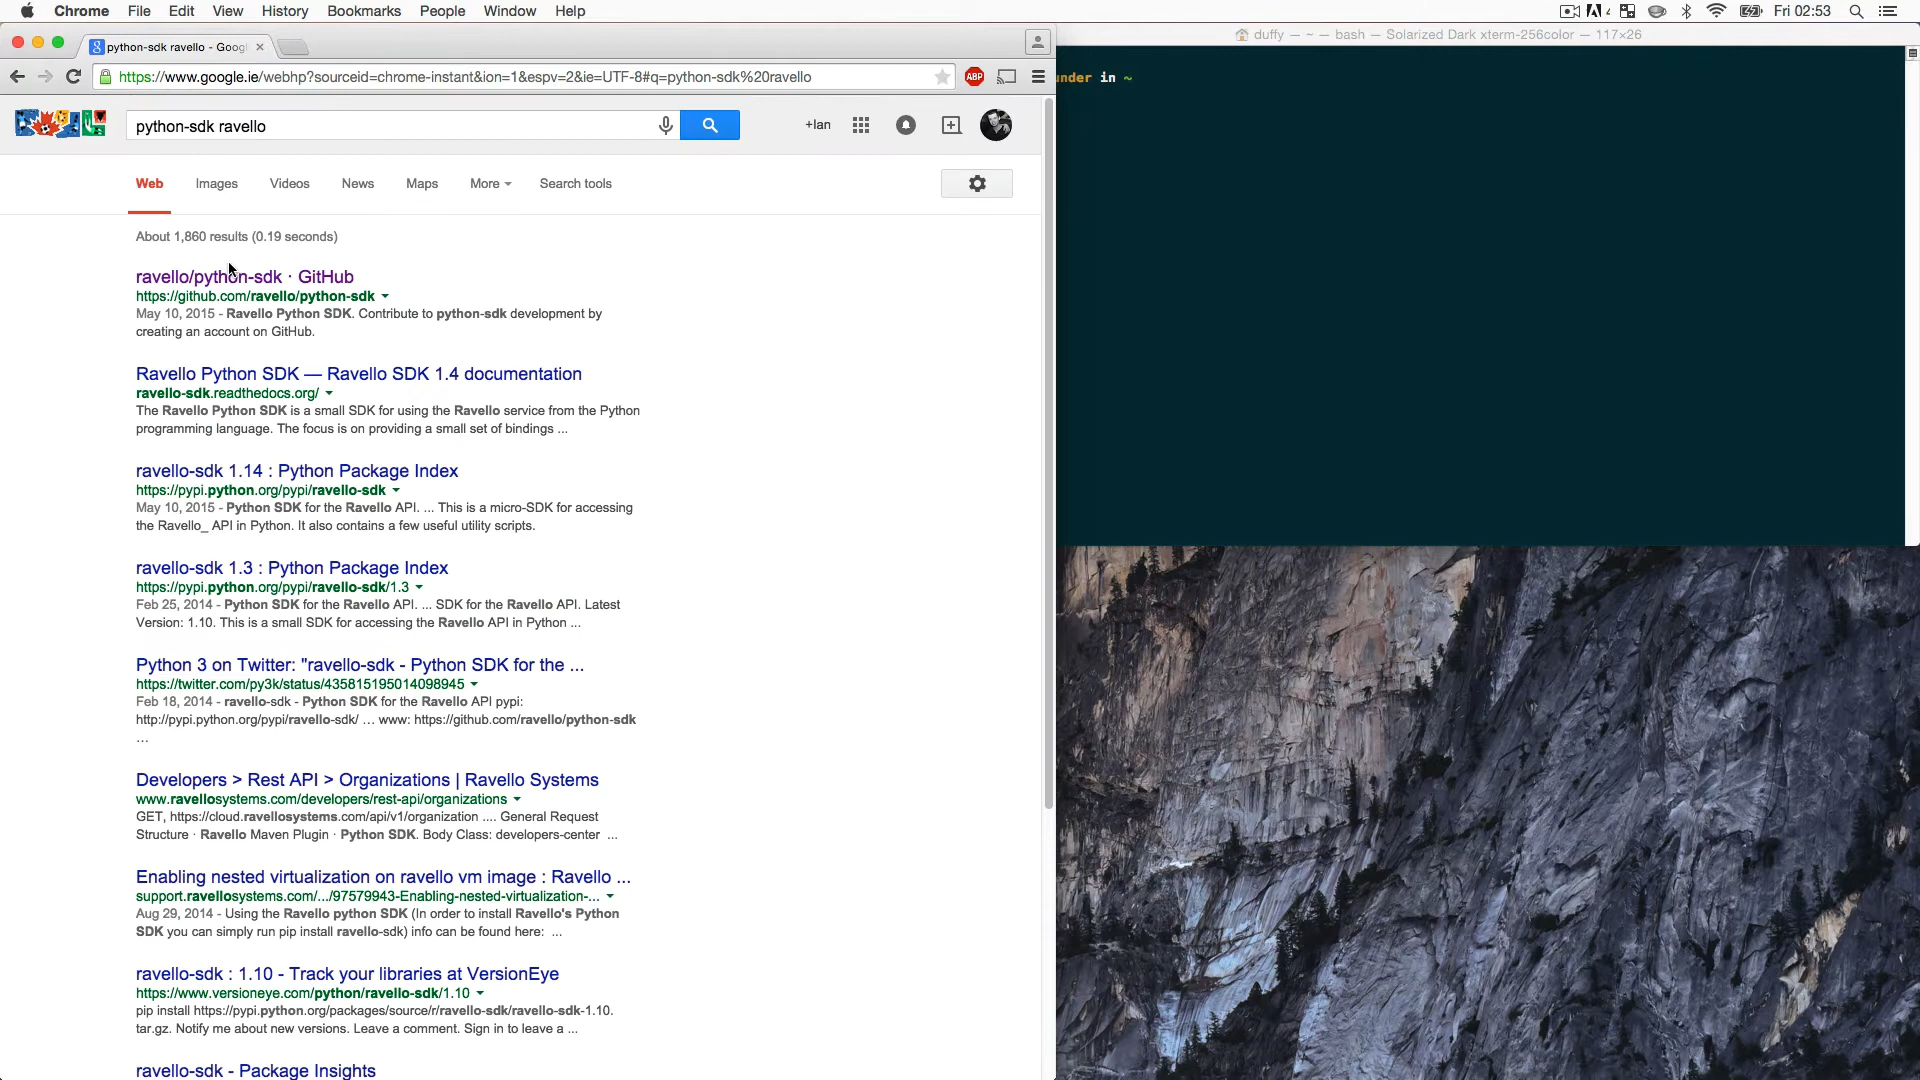 Chrome File Edit View History Bookmarks People Window Help
4 Fri 02:53
python-sdk ravello - Goog
duffy — ~ — bash — Solarized Dark xterm-256color — 117×26
https://www.google.ie/webhp?sourceid=chrome-instant&ion=1&espv=2&ie=UTF-8#q=python-sdk%20ravello
ABP
under in ~
python-sdk ravello
+Ian
Web Images Videos News Maps More Search tools
About 1,860 results (0.19 seconds)
ravello/python-sdk · GitHub
https://github.com/ravello/python-sdk
May 10, 2015 - Ravello Python SDK. Contribute to python-sdk development by
creating an account on GitHub.
Ravello Python SDK — Ravello SDK 1.4 documentation
ravello-sdk.readthedocs.org/
The Ravello Python SDK is a small SDK for using the Ravello service from the Python
programming language. The focus is on providing a small set of bindings ...
ravello-sdk 1.14 : Python Package Index
https://pypi.python.org/pypi/ravello-sdk
May 10, 2015 - Python SDK for the Ravello API. ... This is a micro-SDK for accessing
the Ravello_ API in Python. It also contains a few useful utility scripts.
ravello-sdk 1.3 : Python Package Index
https://pypi.python.org/pypi/ravello-sdk/1.3
Feb 25, 2014 - Python SDK for the Ravello API. ... SDK for the Ravello API. Latest
Version: 1.10. This is a small SDK for accessing the Ravello API in Python ...
Python 3 on Twitter: "ravello-sdk - Python SDK for the ...
https://twitter.com/py3k/status/435815195014098945
Feb 18, 2014 - ravello-sdk - Python SDK for the Ravello API pypi:
http://pypi.python.org/pypi/ravello-sdk/ ... www: https://github.com/ravello/python-sdk
...
Developers > Rest API > Organizations | Ravello Systems
www.ravellosystems.com/developers/rest-api/organizations
GET, https://cloud.ravellosystems.com/api/v1/organization .... General Request
Structure · Ravello Maven Plugin · Python SDK. Body Class: developers-center ...
Enabling nested virtualization on ravello vm image : Ravello ...
support.ravellosystems.com/.../97579943-Enabling-nested-virtualization-...
Aug 29, 2014 - Using the Ravello python SDK (In order to install Ravello's Python
SDK you can simply run pip install ravello-sdk) info can be found here: ...
ravello-sdk : 1.10 - Track your libraries at VersionEye
https://www.versioneye.com/python/ravello-sdk/1.10
pip install https://pypi.python.org/packages/source/r/ravello-sdk/ravello-sdk-1.10.
tar.gz. Notify me about new versions. Leave a comment. Sign in to leave a ...
ravello-sdk - Package Insights